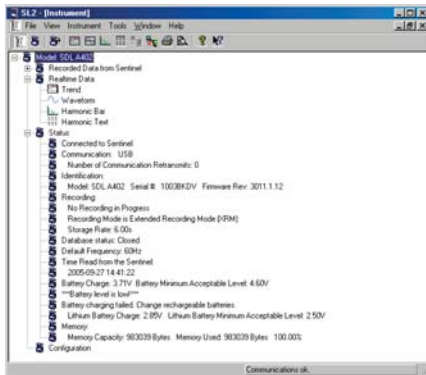 SL2 - [Instrument]
File View Instrument Tools Window Help
Model: SDL A402
Recorded Data from Sentinel
Realtime Data
Trend
Waveform
Harmonic Bar
Harmonic Text
Status
Connected to Sentinel
Communication: USB
Number of Communication Retransmits: 0
Identification:
Model: SDL A402 Serial #: 1003BKDV Firmware Rev: 3011.1.12
Recording:
No Recording in Progress
Recording Mode is Extended Recording Mode [XRM]
Storage Rate: 6.00s
Database status: Closed
Default Frequency: 60Hz
Time Read from the Sentinel:
2005-09-27 14:41:22
Battery Charge: 3.71V Battery Minimum Acceptable Level: 4.60V
***Battery level is low!***
Battery charging failed. Change rechargeable batteries.
Lithium Battery Charge: 2.89V Lithium Battery Minimum Acceptable Level: 2.50V
Memory:
Memory Capacity: 983039 Bytes Memory Used: 983039 Bytes 100.00%
Configuration
Communications ok.